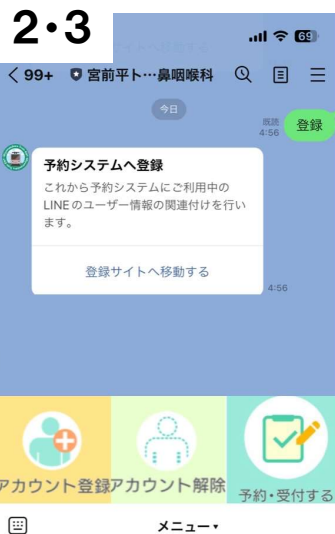 2・3
69
99+ 宮前平ト…鼻咽喉科
今日
既読
4:56
登録
予約システムへ登録
これから予約システムにご利用中の
LINEのユーザー情報の関連付けを行い
ます。
登録サイトへ移動する
4:56
アカウント登録
アカウント解除
予約・受付する
メニュー▾